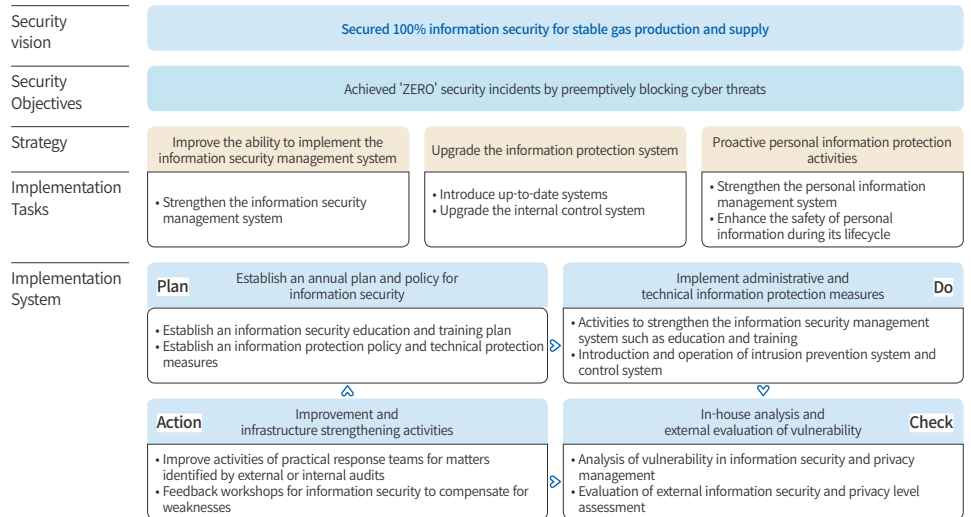 Security
vision
Secured 100% information security for stable gas production and supply
Security
Objectives
Achieved 'ZERO' security incidents by preemptively blocking cyber threats
Strategy
Improve the ability to implement the
information security management system
Upgrade the information protection system
Proactive personal information protection
activities
Implementation
Tasks
• Strengthen the information security
management system
• Introduce up-to-date systems
• Upgrade the internal control system
• Strengthen the personal information
management system
• Enhance the safety of personal
information during its lifecycle
Implementation
System
Plan
Establish an annual plan and policy for
information security
• Establish an information security education and training plan
• Establish an information protection policy and technical protection
measures
Implement administrative and
technical information protection measures
Do
• Activities to strengthen the information security management
system such as education and training
• Introduction and operation of intrusion prevention system and
control system
Action
Improvement and
infrastructure strengthening activities
• Improve activities of practical response teams for matters
identified by external or internal audits
• Feedback workshops for information security to compensate for
weaknesses
In-house analysis and
external evaluation of vulnerability
Check
• Analysis of vulnerability in information security and privacy
management
• Evaluation of external information security and privacy level
assessment